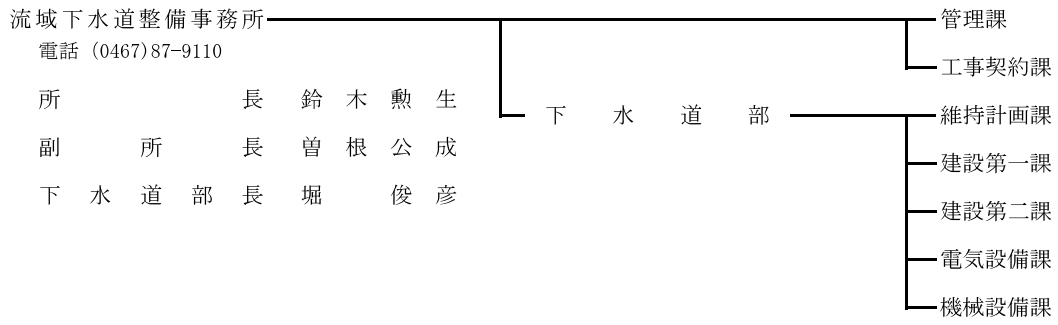 流域下水道整備事務所 管理課
電話 (0467)87-9110
工事契約課
所長 鈴木勲生
下水道部 維持計画課
副所長 曽根公成
建設第一課
下水道部長 堀俊彦
建設第二課
電気設備課
機械設備課